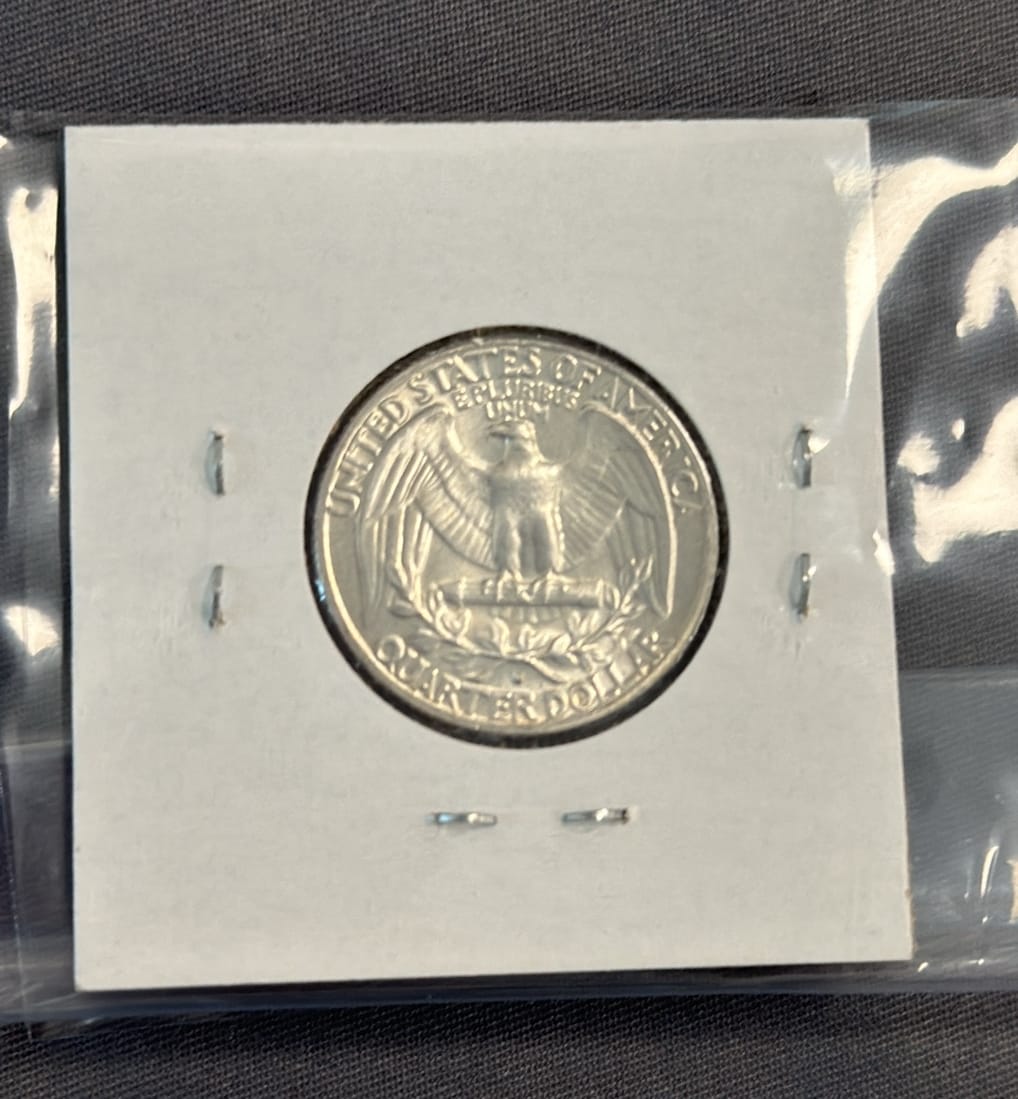 UNITED STATES OF AMERICA
E PLURIBUS
UNUM
QUARTER DOLLAR